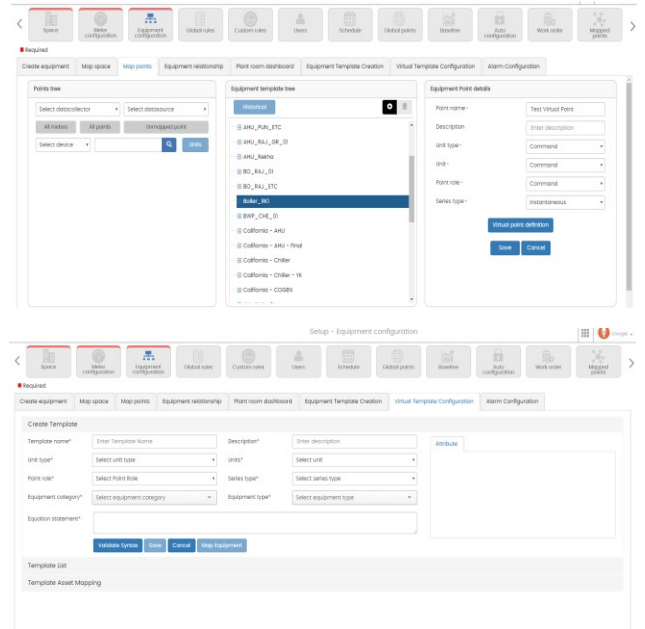 Space Meter configuration Equipment configuration Global rules Custom rules Users Schedule Global points Baseline Auto configuration Work order Mapped points
Required
Create equipment Map space Map points Equipment relationship Plant room dashboard Equipment Template Creation Virtual Template Configuration Alarm Configuration
Points tree
Select datacollector Select datasource
All meters All points Unmapped point
Select device Units
Equipment template tree
Historical
AHU_PUN_ETC
AHU_RAJ_GR_01
AHU_Rekha
BO_RAJ_01
BO_RAJ_ETC
Boiler_RKI
BWP_CHE_01
California - AHU
California - AHU - Final
California - Chiller
California - Chiller - YK
California - COGEN
Equipment Point details
Point name* Test Virtual Point
Description Enter description
Unit type* Command
Unit* Command
Point role* Command
Series type* Instantaneous
Virtual point definition
Save Cancel
Setup - Equipment configuration
Google
Space Meter configuration Equipment configuration Global rules Custom rules Users Schedule Global points Baseline Auto configuration Work order Mapped points
Required
Create equipment Map space Map points Equipment relationship Plant room dashboard Equipment Template Creation Virtual Template Configuration Alarm Configuration
Create Template
Template name* Enter Template Name Description* Enter description
Unit type* Select unit type Units* Select unit
Point role* Select Point Role Series type* Select series type
Equipment category* Select equipment category Equipment type* Select equipment type
Equation statement*
Validate Syntax Save Cancel Map Equipment
Attribute
Template List
Template Asset Mapping